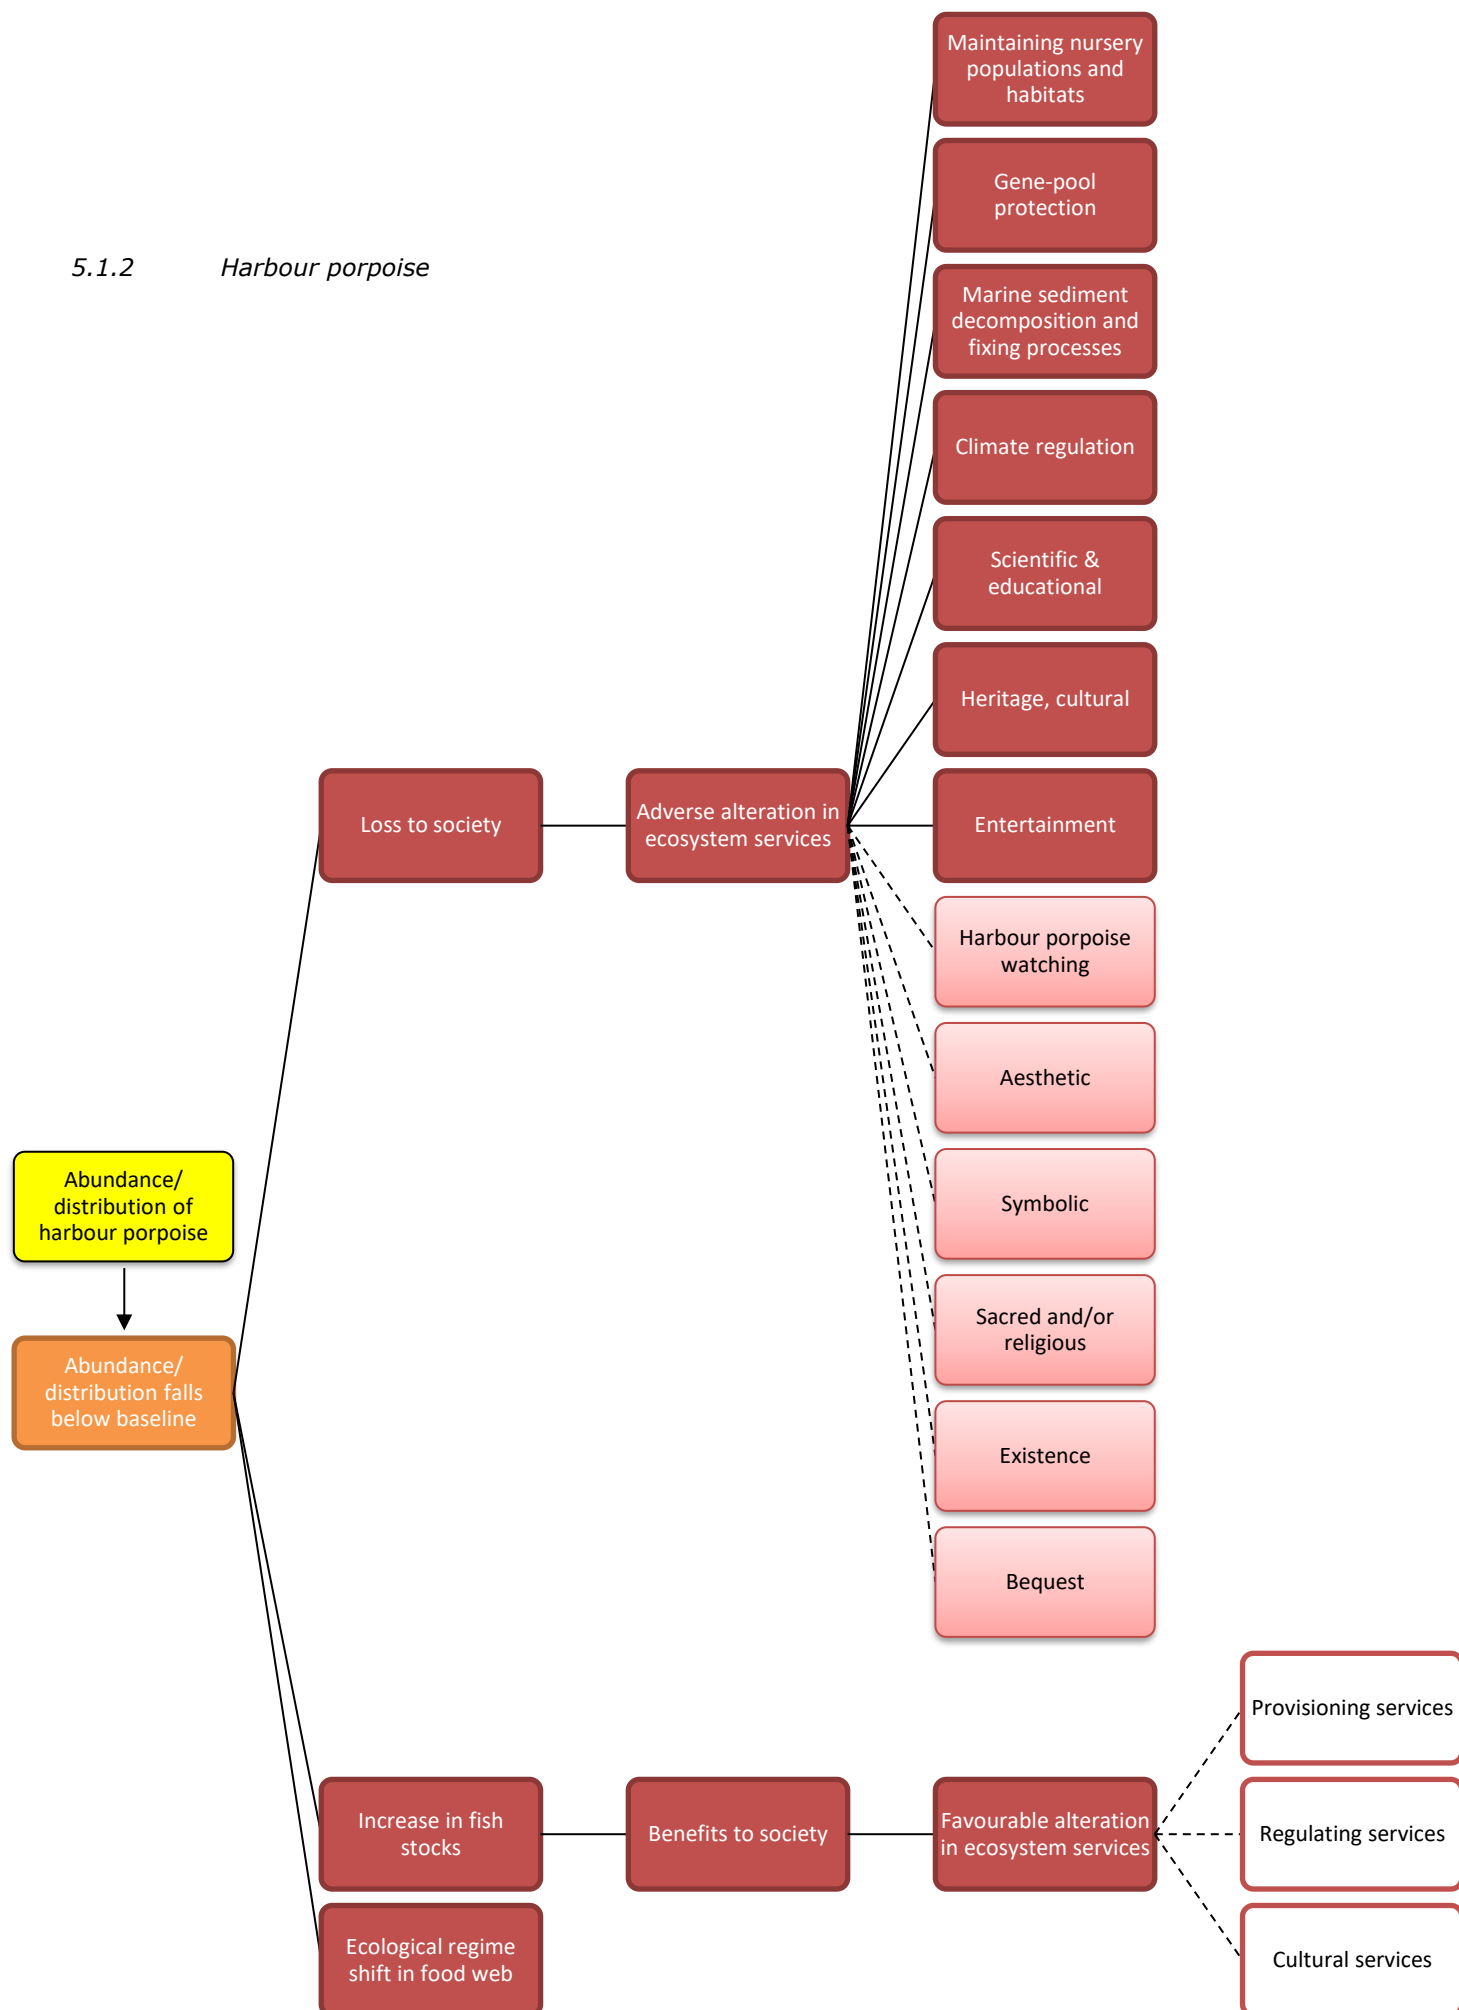 Maintaining nursery
populations and
habitats
Gene-pool
protection
5.1.2 Harbour porpoise
Marine sediment
decomposition and
fixing processes
Climate regulation
Scientific &
educational
Heritage, cultural
Loss to society
Adverse alteration in
ecosystem services
Entertainment
Harbour porpoise
watching
Aesthetic
Abundance/
distribution of
harbour porpoise
Symbolic
Sacred and/or
religious
Abundance/
distribution falls
below baseline
Existence
Bequest
Provisioning services
Increase in fish
stocks
Benefits to society
Favourable alteration
in ecosystem services
Regulating services
Ecological regime
shift in food web
Cultural services